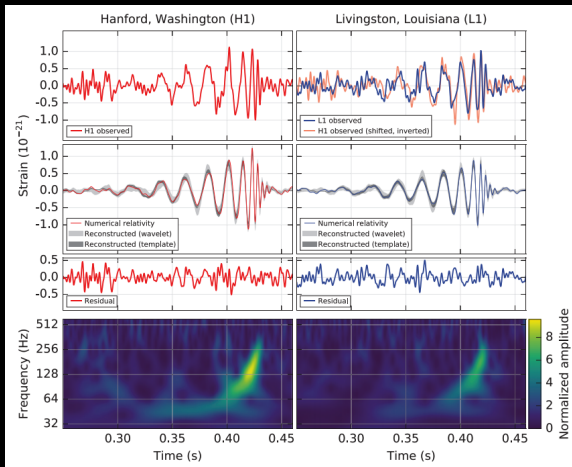 Hanford, Washington (H1)
Livingston, Louisiana (L1)
1.0
0.5
0.0
-0.5
-1.0
H1 observed
L1 observed
H1 observed (shifted, inverted)
Strain (10⁻²¹)
1.0
0.5
0.0
-0.5
-1.0
Numerical relativity
Reconstructed (wavelet)
Reconstructed (template)
Numerical relativity
Reconstructed (wavelet)
Reconstructed (template)
0.5
0.0
-0.5
Residual
Residual
Frequency (Hz)
512
256
128
64
32
8
6
4
2
0
Normalized amplitude
0.30 0.35 0.40 0.45
0.30 0.35 0.40 0.45
Time (s)
Time (s)